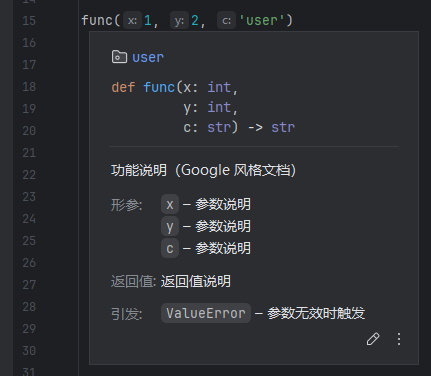 14
15 func( x: 1, y: 2, c: 'user')
16
17 user
18 def func(x: int,
19 y: int,
20 c: str) -> str
21
22 功能说明（Google 风格文档）
23
24 形参: x – 参数说明
25 y – 参数说明
26 c – 参数说明
27 返回值: 返回值说明
28
29 引发: ValueError – 参数无效时触发
30
31